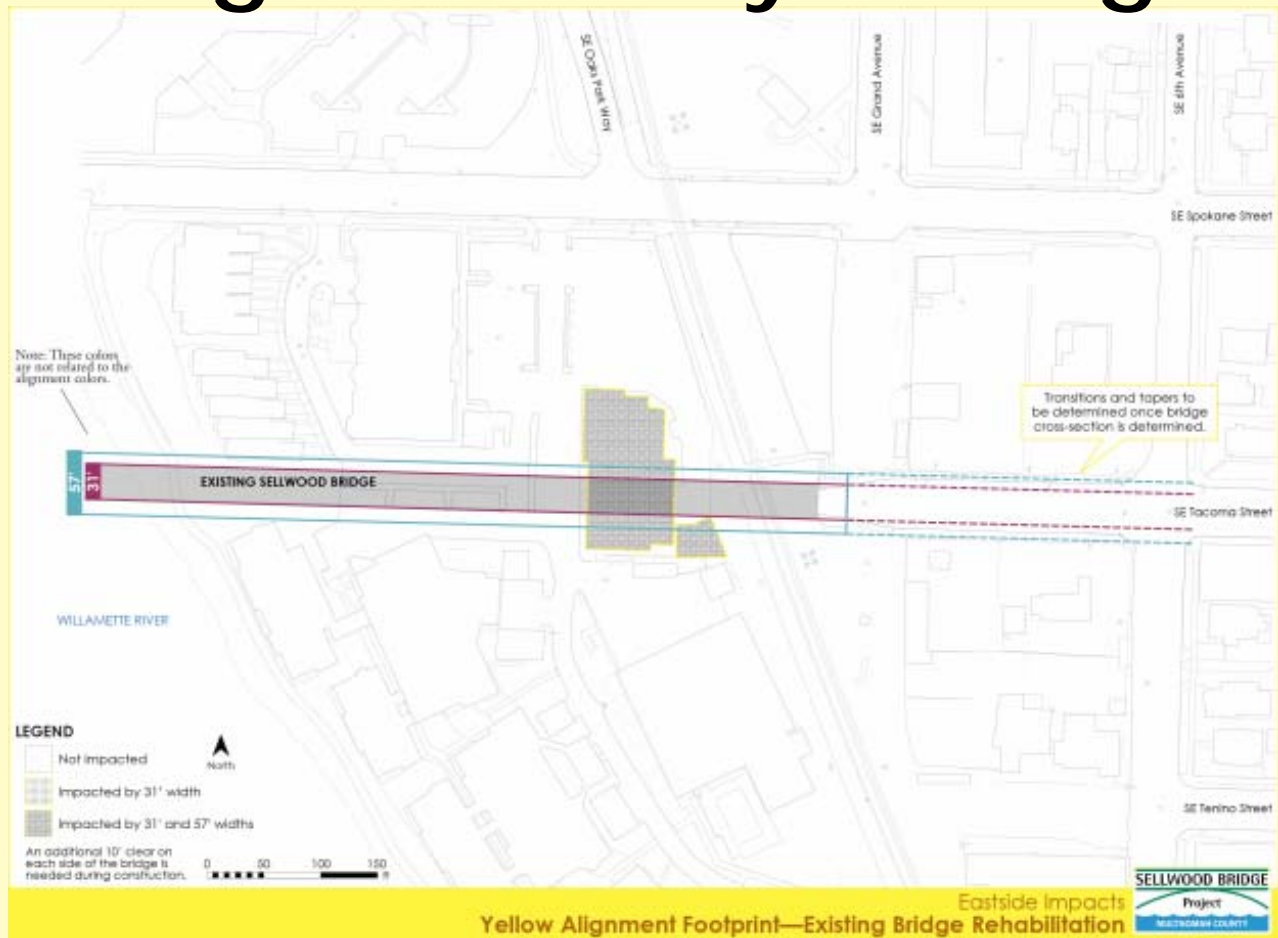 SE Oaks Park Way
SE Grand Avenue
SE 6th Avenue
SE Spokane Street
Note: These colors
are not related to the
alignment colors.
Transitions and tapers to
be determined once bridge
cross-section is determined.
57'
31'
EXISTING SELLWOOD BRIDGE
SE Tacoma Street
WILLAMETTE RIVER
LEGEND
Not Impacted
North
Impacted by 31' width
Impacted by 31' and 57' widths
SE Tenino Street
An additional 10' clear on
each side of the bridge is
needed during construction.
0 50 100 150
ft
SELLWOOD BRIDGE
Project
MULTNOMAH COUNTY
Eastside Impacts
Yellow Alignment Footprint—Existing Bridge Rehabilitation